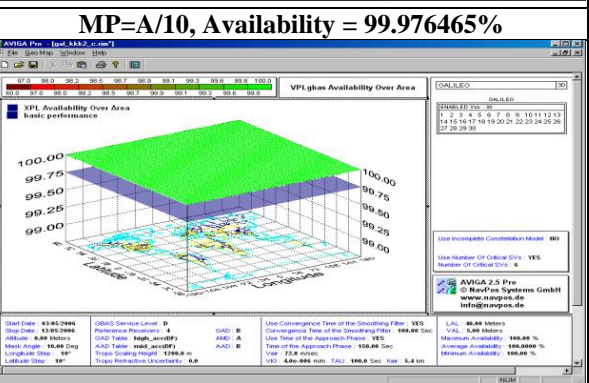 MP=A/10, Availability = 99.976465%
AVIGA Pro - [gal_kkk2_c.rim*]
File GeoMap Window Help
97.0 98.0 98.2 98.5 98.7 98.9 99.1 99.3 99.6 99.8 100.0
VPLgbas Availability Over Area
GALILEO 30
GALILEO
ENABLED SVs : 30
1 2 3 4 5 6 7 8 9 10 11 12 13
14 15 16 17 18 19 20 21 22 23 24 25 26
27 28 29 30
XPL Availability Over Area
basic performance
100.00
99.75
99.50
99.25
99.00
100.00
99.75
99.50
99.25
99.00
Latitude
Longitude
Use Incomplete Constellation Model : NO
Use Number Of Critical SVs : YES
Number Of Critical SVs : 6
AVIGA 2.5 Pro
© NavPos Systems GmbH
www.navpos.de
info@navpos.de
Start Date : 03/05/2006
Stop Date : 13/05/2006
Altitude : 0.00 Meters
Mask Angle : 10.00 Deg
Longitude Step : 10°
Latitude Step : 10°
GBAS Service Level : D
Reference Receivers : 4
GAD Table : high_acc(DF)
AAD Table : mid_acc(DF)
Tropo Scaling Height : 1200.0 m
Tropo Refractive Uncertainty : 0.0
GAD : B
AMD : A
AAD : B
Use Convergence Time of the Smoothing Filter : YES
Convergence Time of the Smoothing Filter : 100.00 Sec
Use Time of the Approach Phase : YES
Time of the Approach Phase : 150.00 Sec
Vair : 72.0 m/sec
VIG : 4.0e-006 m/m TAU : 100.0 Sec Xair : 5.4 km
LAL : 40.00 Meters
VAL : 5.00 Meters
Maximum Availability : 100.00 %
Average Availability : 100.0000 %
Minimum Availability : 100.00 %
NUM